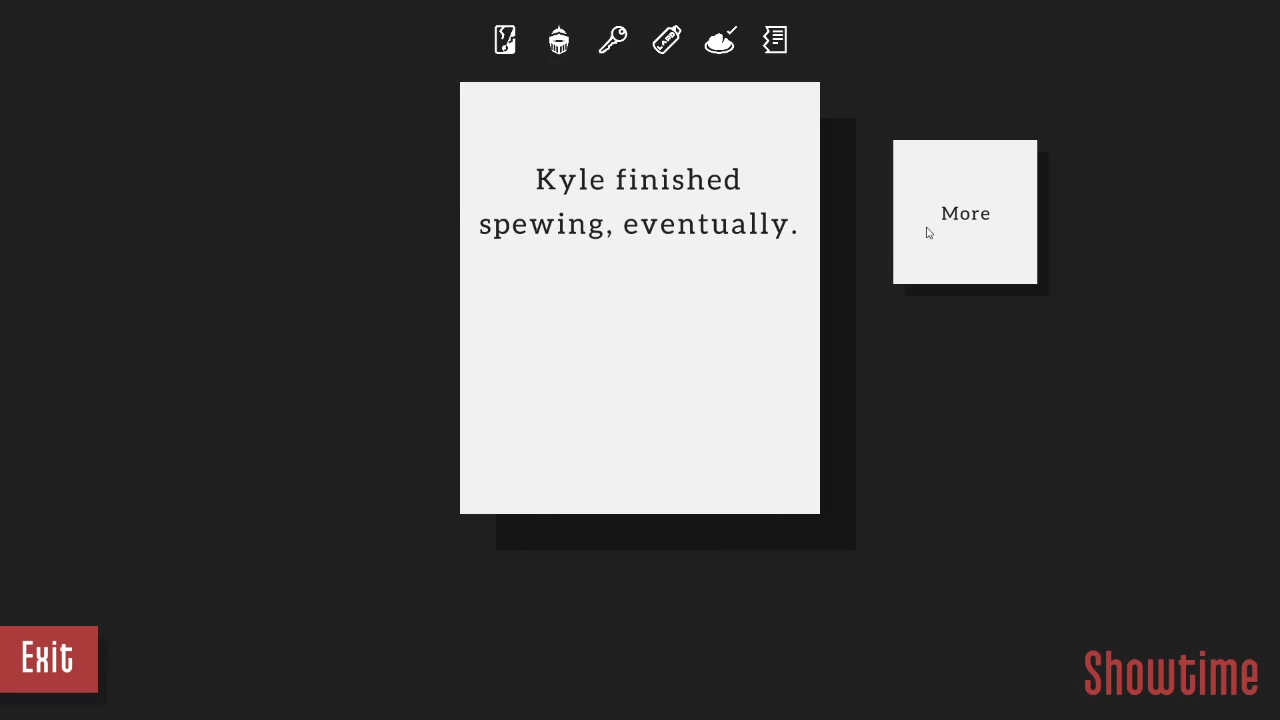 Kyle finished
spewing, eventually.
More
Exit
Showtime